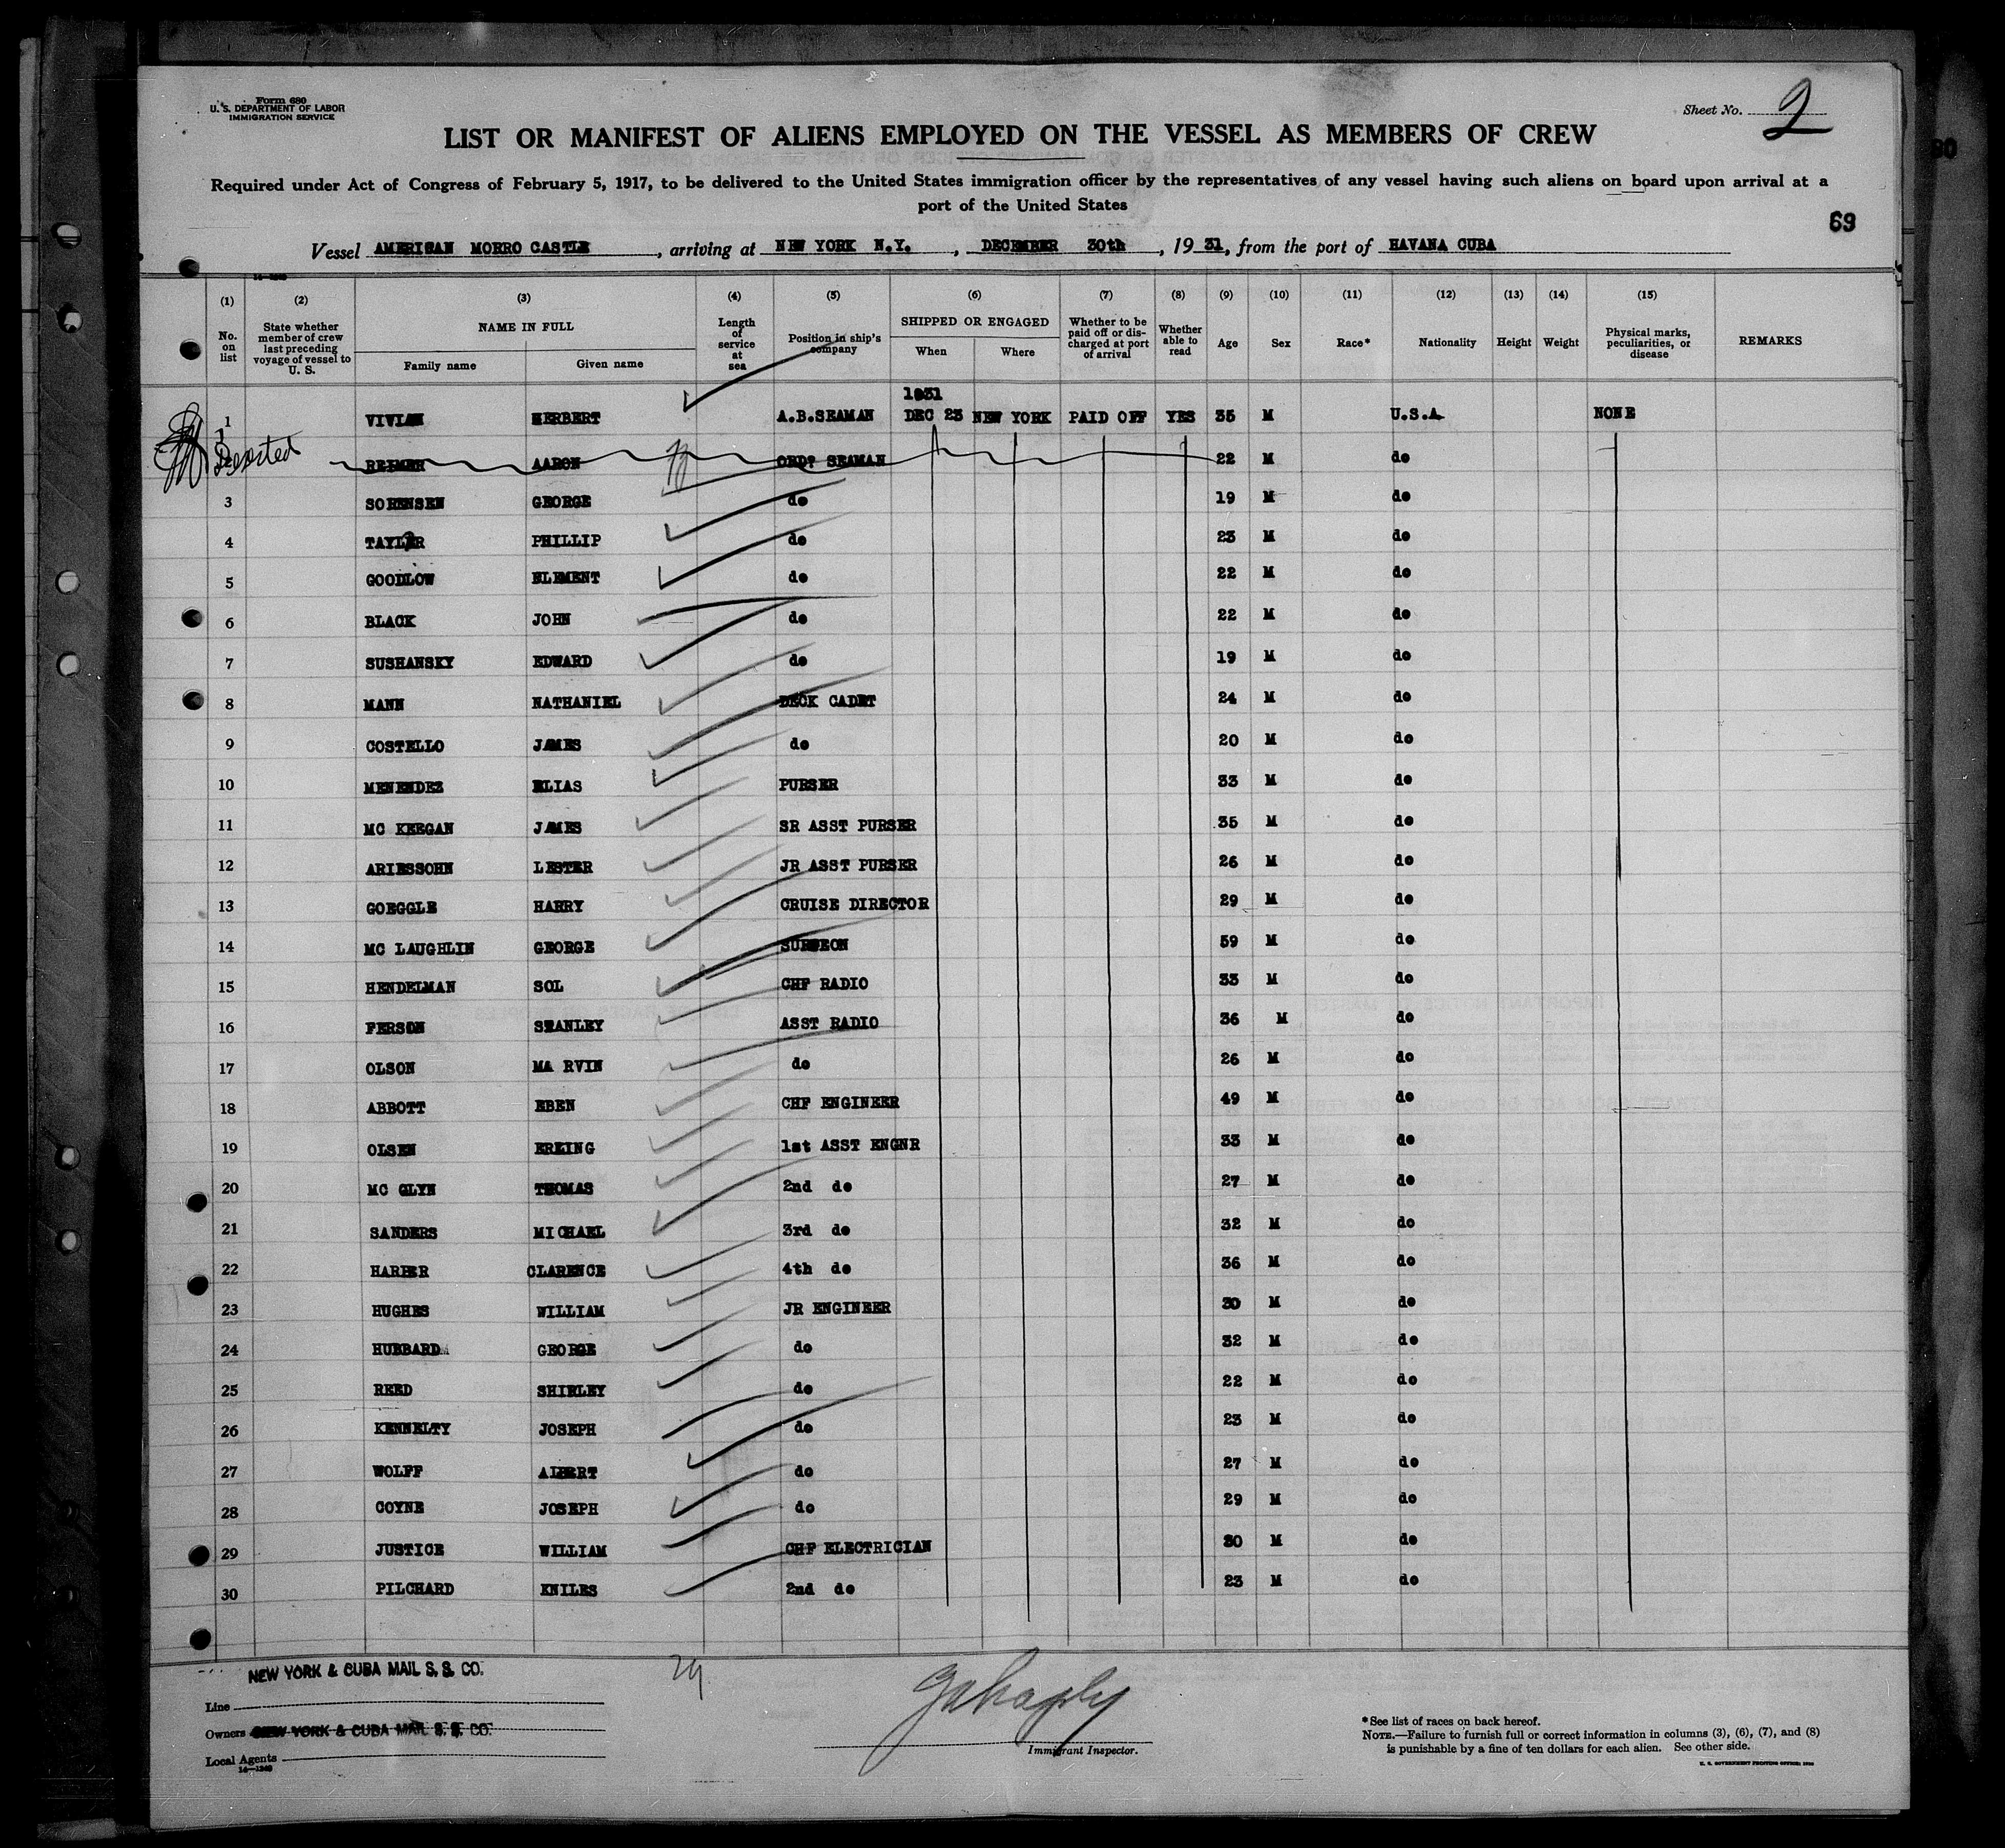 Form 680
U. S. DEPARTMENT OF LABOR
IMMIGRATION SERVICE
Sheet No. 2
LIST OR MANIFEST OF ALIENS EMPLOYED ON THE VESSEL AS MEMBERS OF CREW
Required under Act of Congress of February 5, 1917, to be delivered to the United States immigration officer by the representatives of any vessel having such aliens on board upon arrival at a
port of the United States
69
Vessel AMERICAN MORRO CASTLE, arriving at NEW YORK N.Y., DECEMBER 30th, 1931, from the port of HAVANA CUBA
(1) (2) (3) (4) (5) (6) (7) (8) (9) (10) (11) (12) (13) (14) (15)
No. on list State whether member of crew last preceding voyage of vessel to U. S. NAME IN FULL Family name Given name Length of service at sea Position in ship's company SHIPPED OR ENGAGED When Where Whether to be paid off or discharged at port of arrival Whether able to read Age Sex Race* Nationality Height Weight Physical marks, peculiarities, or disease REMARKS
1931
1 VIVIAN HERBERT A.B.SEAMAN DEC 23 NEW YORK PAID OFF YES 35 M U.S.A. NONE
2 REIMER AARON ORD? SEAMAN 22 M do
3 SORENSEN GEORGE do 19 M do
4 TAYLOR PHILLIP do 23 M do
5 GOODLOW ELEMENT do 22 M do
6 BLACK JOHN do 22 M do
7 SUSHANSKY EDWARD do 19 M do
8 MANN NATHANIEL DECK CADET 24 M do
9 COSTELLO JAMES do 20 M do
10 MENENDEZ ELIAS PURSER 33 M do
11 MC KEEGAN JAMES SR ASST PURSER 35 M do
12 ARIESSOHN LESTER JR ASST PURSER 26 M do
13 GOEGGLE HARRY CRUISE DIRECTOR 29 M do
14 MC LAUGHLIN GEORGE SURGEON 59 M do
15 HENDELMAN SOL CHF RADIO 33 M do
16 FERSON STANLEY ASST RADIO 36 M do
17 OLSON MA RVIN do 26 M do
18 ABBOTT EBEN CHF ENGINEER 49 M do
19 OLSEN ERLING 1st ASST ENGNR 33 M do
20 MC GLYN THOMAS 2nd do 27 M do
21 SANDERS MICHAEL 3rd do 32 M do
22 HARPER CLARENCE 4th do 36 M do
23 HUGHES WILLIAM JR ENGINEER 30 M do
24 HUBBARD GEORGE do 32 M do
25 REED SHIRLEY do 22 M do
26 KENNELTY JOSEPH do 23 M do
27 WOLFF ALBERT do 27 M do
28 COYNE JOSEPH do 29 M do
29 JUSTICE WILLIAM CHF ELECTRICIAN 30 M do
30 PILCHARD KNILES 2nd do 23 M do
NEW YORK & CUBA MAIL S. S. CO.
29
Line
Owners NEW YORK & CUBA MAIL S. S. CO.
Local Agents
14—1240
Immigrant Inspector.
*See list of races on back hereof.
NOTE.—Failure to furnish full or correct information in columns (3), (6), (7), and (8)
is punishable by a fine of ten dollars for each alien. See other side.